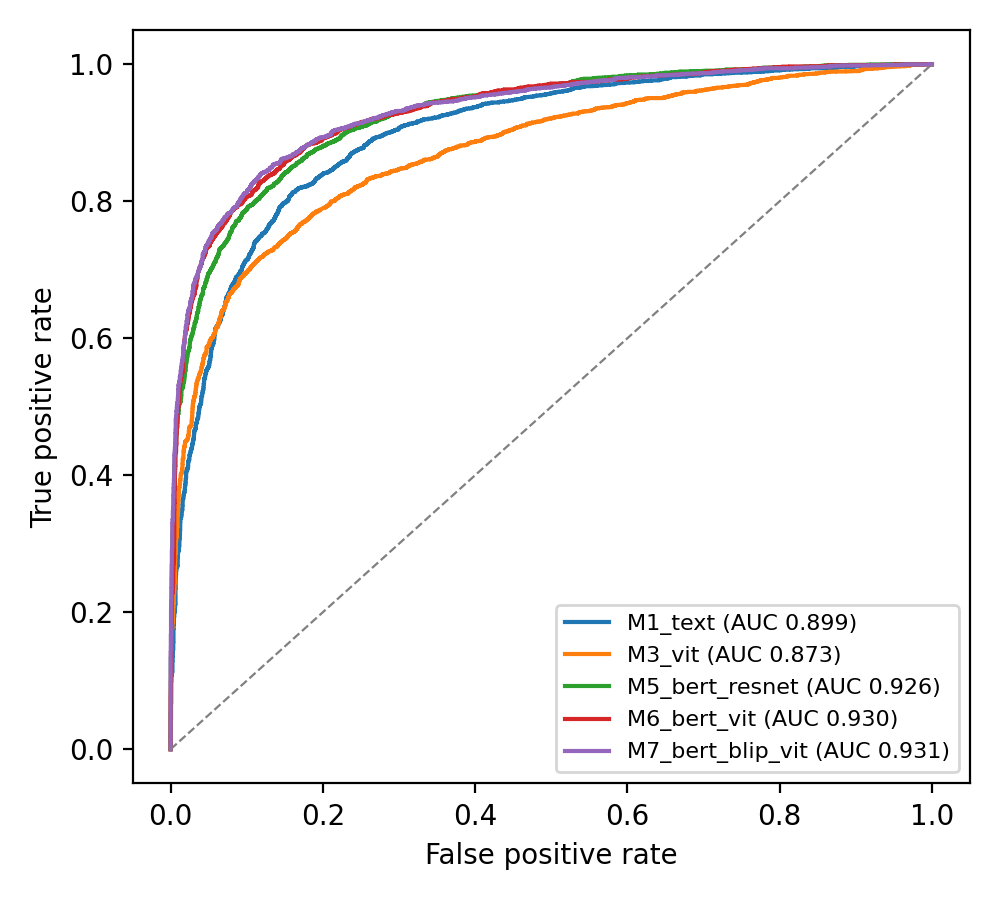 1.0
0.8
0.6
0.4
0.2
0.0
True positive rate
0.0 0.2 0.4 0.6 0.8 1.0
False positive rate
M1_text (AUC 0.899)
M3_vit (AUC 0.873)
M5_bert_resnet (AUC 0.926)
M6_bert_vit (AUC 0.930)
M7_bert_blip_vit (AUC 0.931)